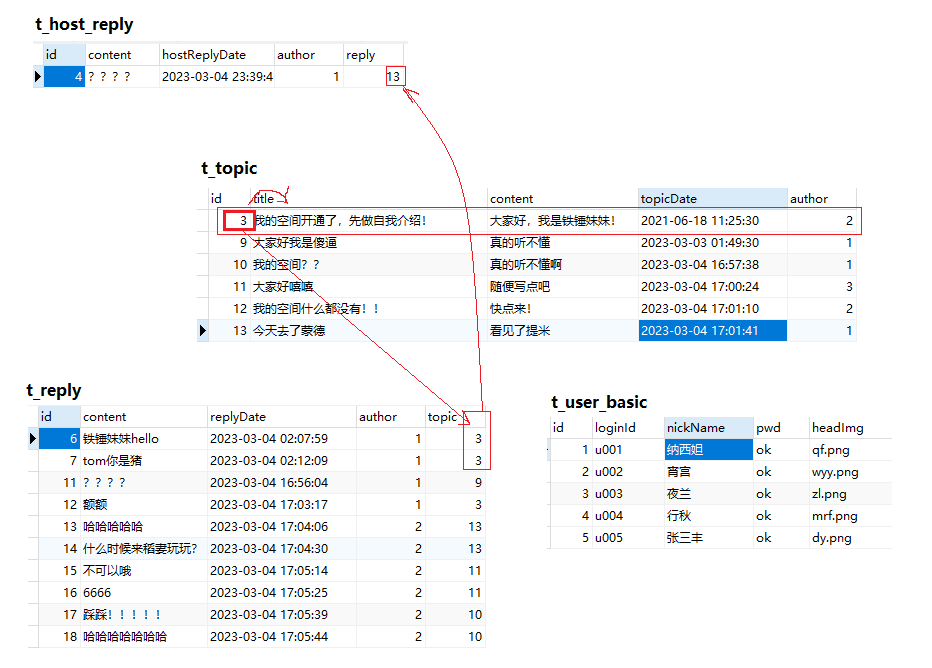 t_host_reply
id content hostReplyDate author reply
4 ? ? ? ? 2023-03-04 23:39:4 1 13
t_topic
id title content topicDate author
3 我的空间开通了，先做自我介绍! 大家好，我是铁锤妹妹! 2021-06-18 11:25:30 2
9 大家好我是傻逼 真的听不懂 2023-03-03 01:49:30 1
10 我的空间? ? 真的听不懂啊 2023-03-04 16:57:38 1
11 大家好嘻嘻 随便写点吧 2023-03-04 17:00:24 3
12 我的空间什么都没有! ! 快点来! 2023-03-04 17:01:10 2
13 今天去了蒙德 看见了提米 2023-03-04 17:01:41 1
t_reply
id content replyDate author topic
6 铁锤妹妹hello 2023-03-04 02:07:59 1 3
7 tom你是猪 2023-03-04 02:12:09 1 3
11 ? ? ? ? 2023-03-04 16:56:04 1 9
12 额额 2023-03-04 17:03:17 1 3
13 哈哈哈哈哈 2023-03-04 17:04:06 2 13
14 什么时候来稻妻玩玩? 2023-03-04 17:04:30 2 13
15 不可以哦 2023-03-04 17:05:14 2 11
16 6666 2023-03-04 17:05:25 2 11
17 踩踩! ! ! ! ! 2023-03-04 17:05:39 2 10
18 哈哈哈哈哈哈哈 2023-03-04 17:05:44 2 10
t_user_basic
id loginId nickName pwd headImg
1 u001 纳西妲 ok qf.png
2 u002 宵宫 ok wyy.png
3 u003 夜兰 ok zl.png
4 u004 行秋 ok mrf.png
5 u005 张三丰 ok dy.png